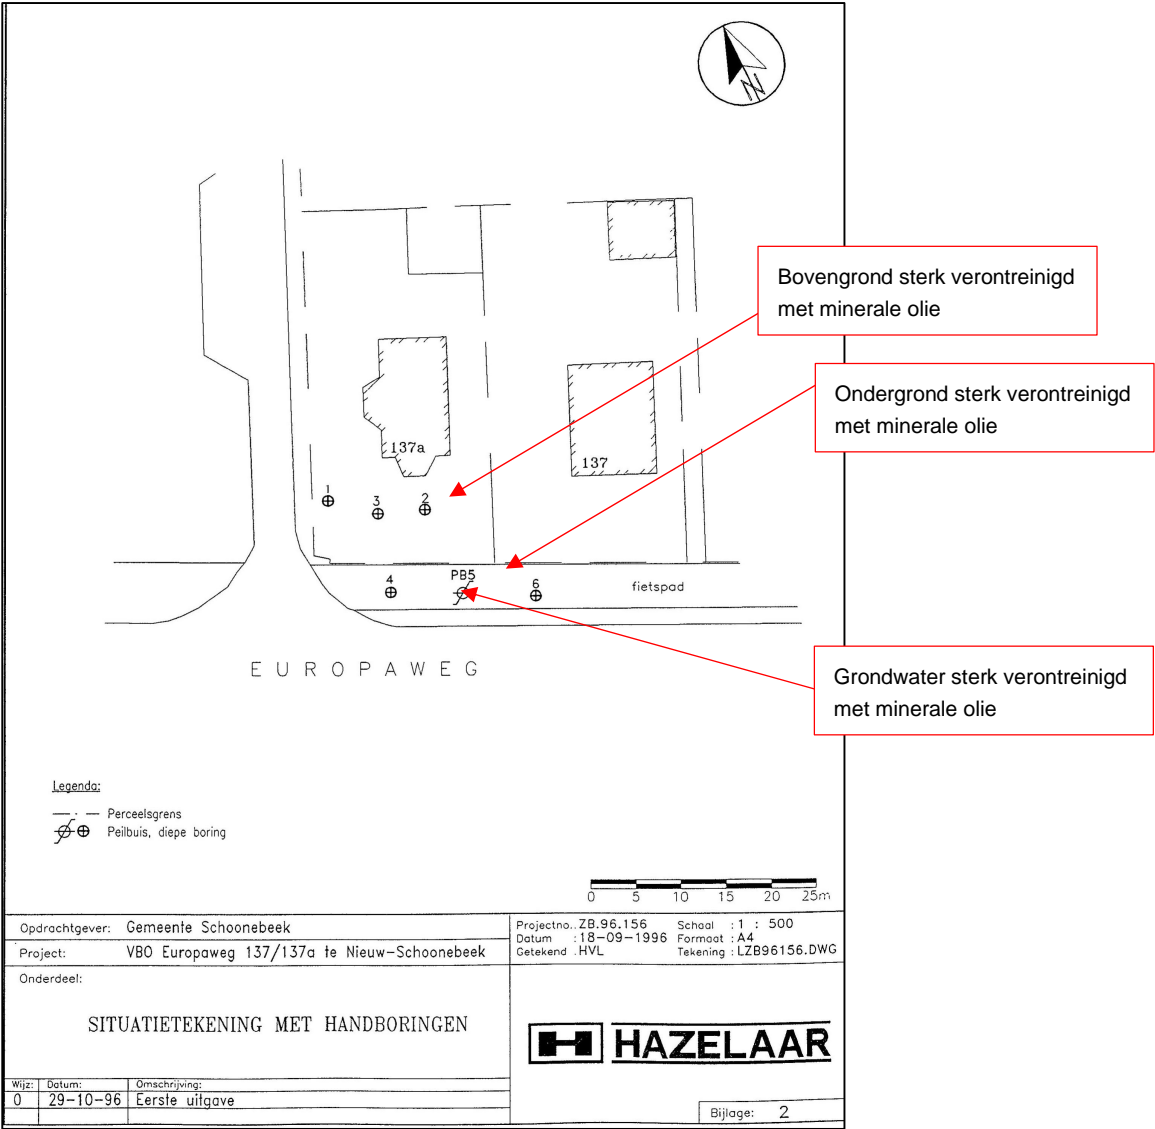 N
Bovengrond sterk verontreinigd
met minerale olie
Ondergrond sterk verontreinigd
met minerale olie
137a
137
1
3
2
4
PB5
6
fietspad
EUROPAWEG
Grondwater sterk verontreinigd
met minerale olie
Legenda:
Perceelsgrens
Peilbuis, diepe boring
0 5 10 15 20 25m
Opdrachtgever: Gemeente Schoonebeek
Project: VBO Europaweg 137/137a te Nieuw-Schoonebeek
Projectno.: ZB.96.156 Schaal : 1 : 500
Datum : 18-09-1996 Formaat : A4
Getekend : HVL Tekening : LZB96156.DWG
Onderdeel:
SITUATIETEKENING MET HANDBORINGEN
HAZELAAR
Wijz: Datum: Omschrijving:
0 29-10-96 Eerste uitgave
Bijlage: 2